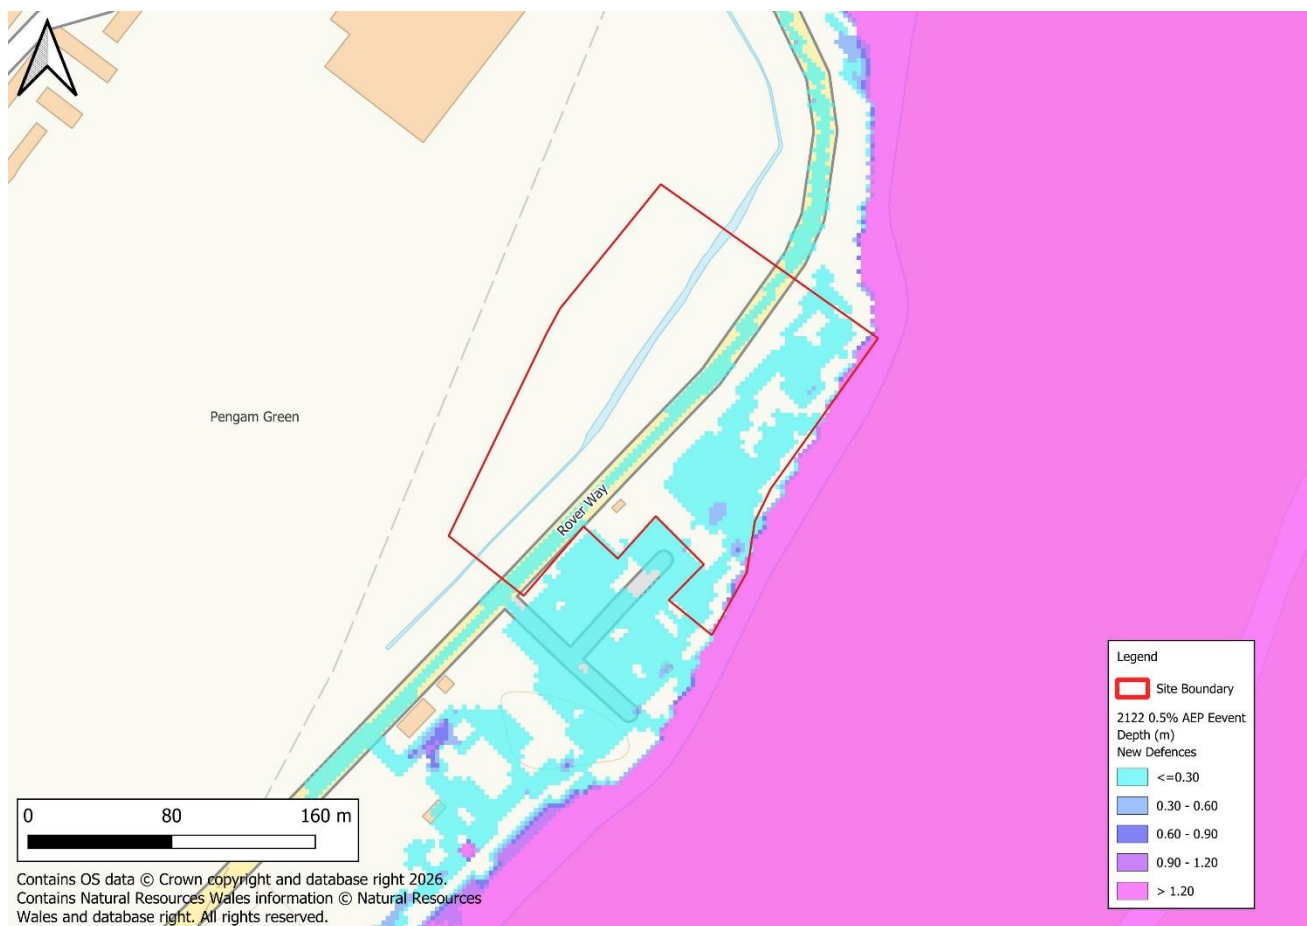 Pengam Green
Rover Way
Legend
Site Boundary
2122 0.5% AEP Eevent
Depth (m)
New Defences
<=0.30
0.30 - 0.60
0.60 - 0.90
0.90 - 1.20
> 1.20
0 80 160 m
Contains OS data © Crown copyright and database right 2026.
Contains Natural Resources Wales information © Natural Resources
Wales and database right. All rights reserved.